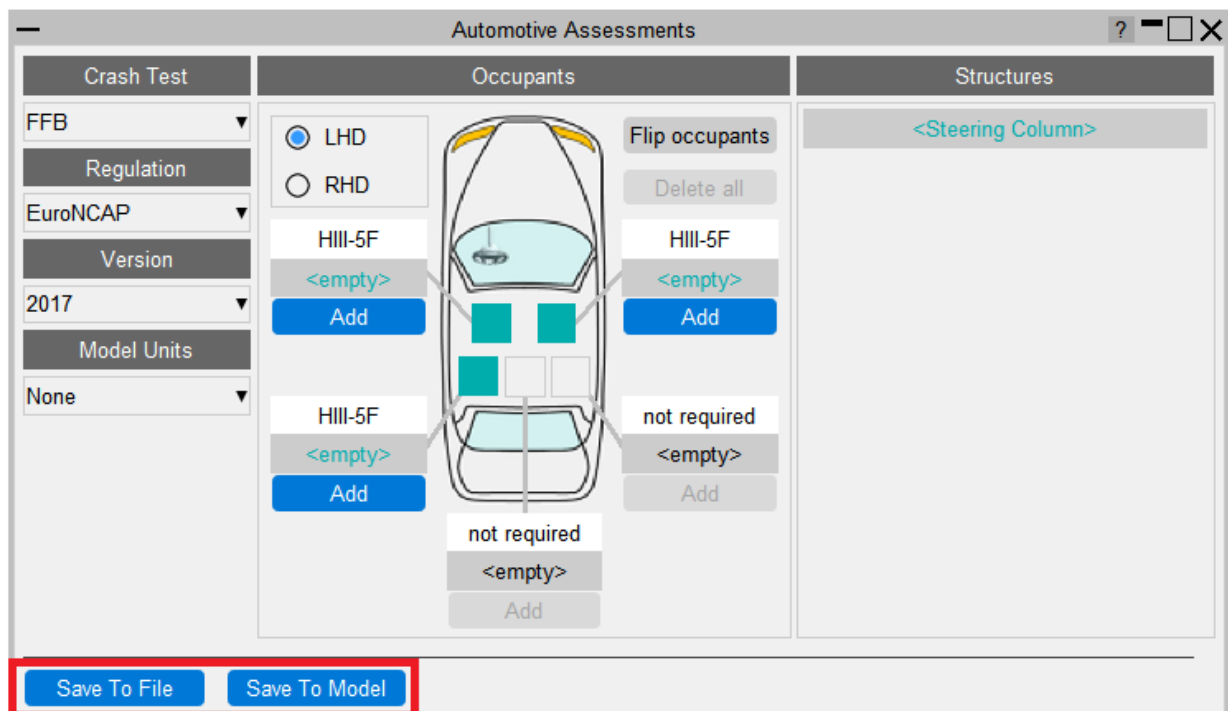 Automotive Assessments
?
Crash Test
FFB
Regulation
EuroNCAP
Version
2017
Model Units
None
Occupants
LHD
RHD
Flip occupants
Delete all
HIII-5F
<empty>
Add
HIII-5F
<empty>
Add
HIII-5F
<empty>
Add
not required
<empty>
Add
not required
<empty>
Add
Structures
<Steering Column>
Save To File
Save To Model